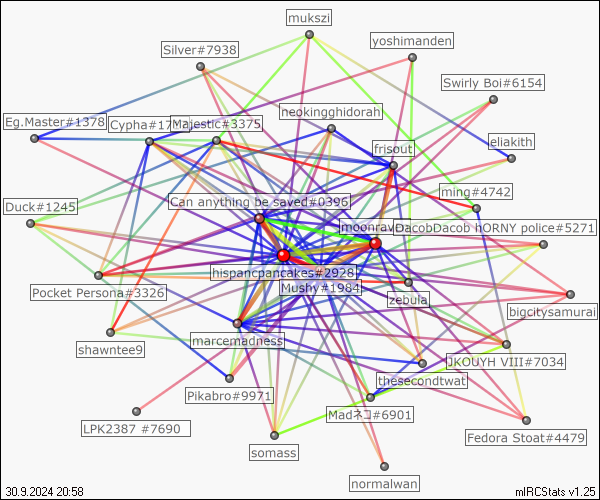 mukszi
yoshimanden
Silver#7938
Swirly Boi#6154
neokingghidorah
Eg.Master#1378
Cypha#17
Majestic#3375
frisout
eliakith
ming#4742
Can anything be saved#0396
Duck#1245
DacobDacob hORNY police#5271
hispancpancakes#2928
Pocket Persona#3326
Mushy#1984
zebula
bigcitysamurai
marcemadness
shawntee9
JKOUYH VIII#7034
thesecondtwat
Pikabro#9971
Madネコ#6901
LPK2387 #7690
Fedora Stoat#4479
somass
normalwan
30.9.2024 20:58
mIRCStats v1.25